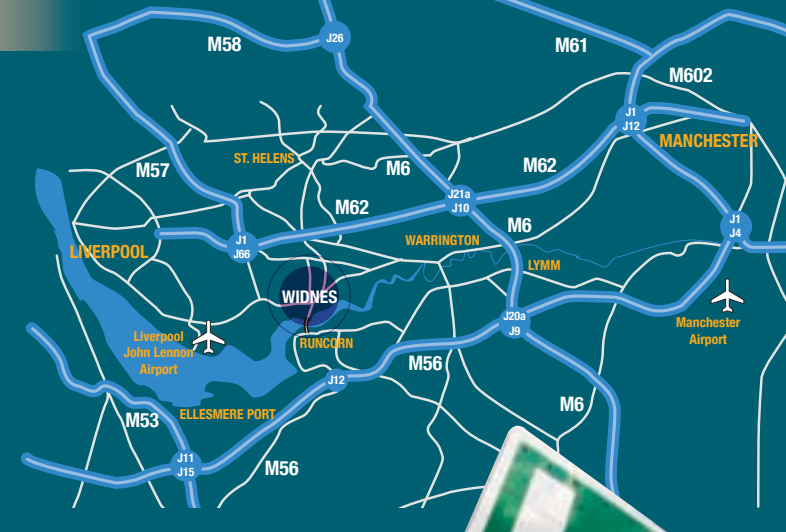 M58
J26
M61
M602
J1
J12
MANCHESTER
ST. HELENS
M57
M6
M62
J21a
J10
M62
M6
J1
J4
LIVERPOOL
J1
J66
WARRINGTON
LYMM
WIDNES
Liverpool
John Lennon
Airport
RUNCORN
J20a
J9
Manchester
Airport
M56
J12
M6
ELLESMERE PORT
M53
J11
J15
M56